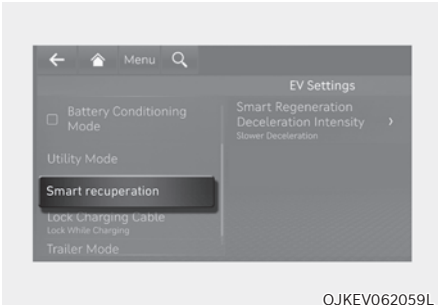 Menu
EV Settings
Battery Conditioning
Mode
Utility Mode
Smart recuperation
Lock Charging Cable
Lock While Charging
Trailer Mode
Smart Regeneration
Deceleration Intensity
Slower Deceleration
OJKEV062059L